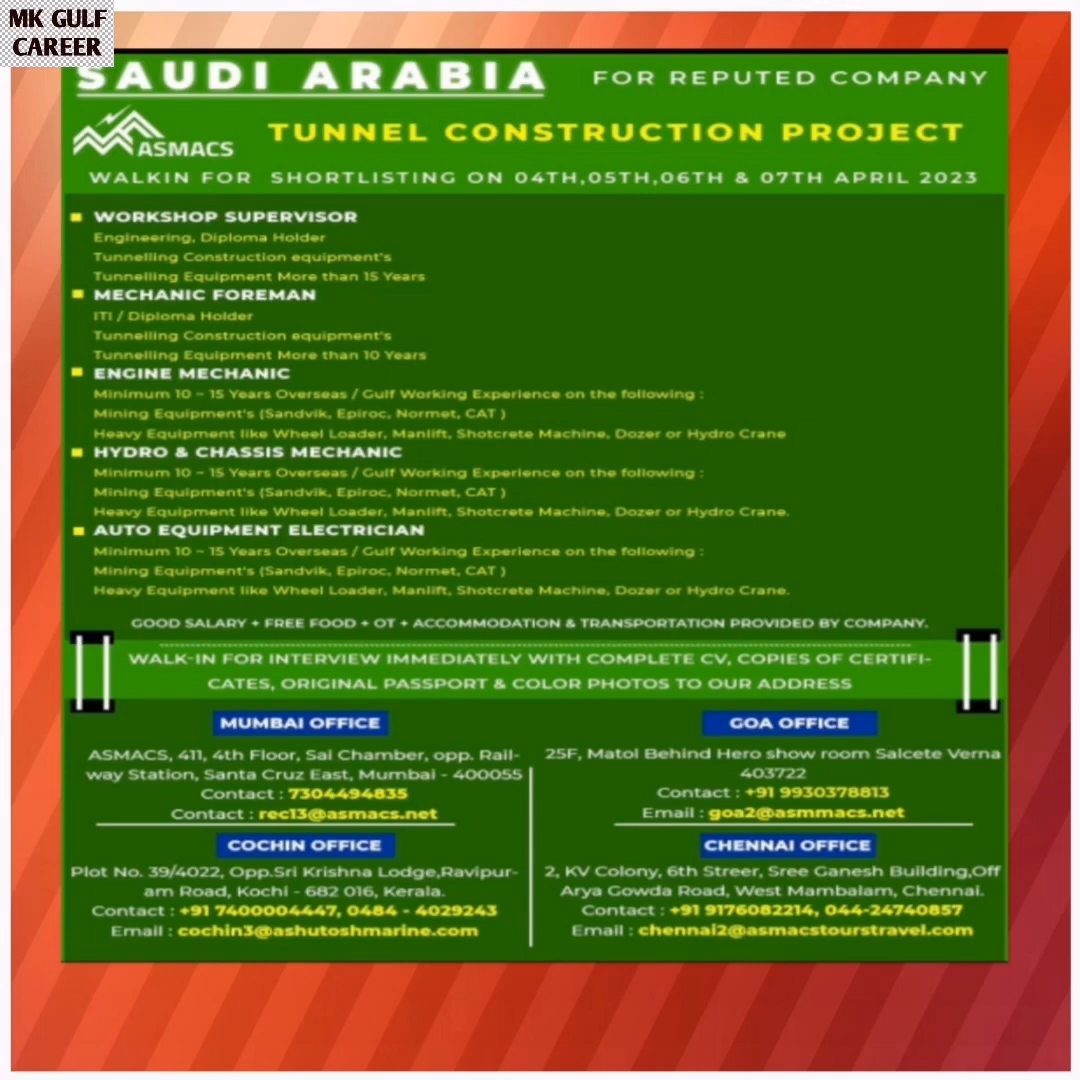 MK GULF
CAREER
SAUDI ARABIA FOR REPUTED COMPANY
ASMACS
TUNNEL CONSTRUCTION PROJECT
WALKIN FOR SHORTLISTING ON 04TH,05TH,06TH & 07TH APRIL 2023
WORKSHOP SUPERVISOR
Engineering, Diploma Holder
Tunnelling Construction equipment's
Tunnelling Equipment More than 15 Years
MECHANIC FOREMAN
ITI / Diploma Holder
Tunnelling Construction equipment's
Tunnelling Equipment More than 10 Years
ENGINE MECHANIC
Minimum 10 ~ 15 Years Overseas / Gulf Working Experience on the following :
Mining Equipment's (Sandvik, Epiroc, Normet, CAT )
Heavy Equipment like Wheel Loader, Manlift, Shotcrete Machine, Dozer or Hydro Crane
HYDRO & CHASSIS MECHANIC
Minimum 10 ~ 15 Years Overseas / Gulf Working Experience on the following :
Mining Equipment's (Sandvik, Epiroc, Normet, CAT )
Heavy Equipment like Wheel Loader, Manlift, Shotcrete Machine, Dozer or Hydro Crane.
AUTO EQUIPMENT ELECTRICIAN
Minimum 10 ~ 15 Years Overseas / Gulf Working Experience on the following :
Mining Equipment's (Sandvik, Epiroc, Normet, CAT )
Heavy Equipment like Wheel Loader, Manlift, Shotcrete Machine, Dozer or Hydro Crane.
GOOD SALARY + FREE FOOD + OT + ACCOMMODATION & TRANSPORTATION PROVIDED BY COMPANY.
WALK-IN FOR INTERVIEW IMMEDIATELY WITH COMPLETE CV, COPIES OF CERTIFI-
CATES, ORIGINAL PASSPORT & COLOR PHOTOS TO OUR ADDRESS
MUMBAI OFFICE
ASMACS, 411, 4th Floor, Sai Chamber, opp. Rail-
way Station, Santa Cruz East, Mumbai - 400055
Contact : 7304494835
Contact : rec13@asmacs.net
GOA OFFICE
25F, Matol Behind Hero show room Salcete Verna
403722
Contact : +91 9930378813
Email : goa2@asmmacs.net
COCHIN OFFICE
Plot No. 39/4022, Opp.Sri Krishna Lodge,Ravipur-
am Road, Kochi - 682 016, Kerala.
Contact : +91 7400004447, 0484 - 4029243
Email : cochin3@ashutoshmarine.com
CHENNAI OFFICE
2, KV Colony, 6th Streer, Sree Ganesh Building,Off
Arya Gowda Road, West Mambalam, Chennai.
Contact : +91 9176082214, 044-24740857
Email : chennai2@asmacstourstravel.com